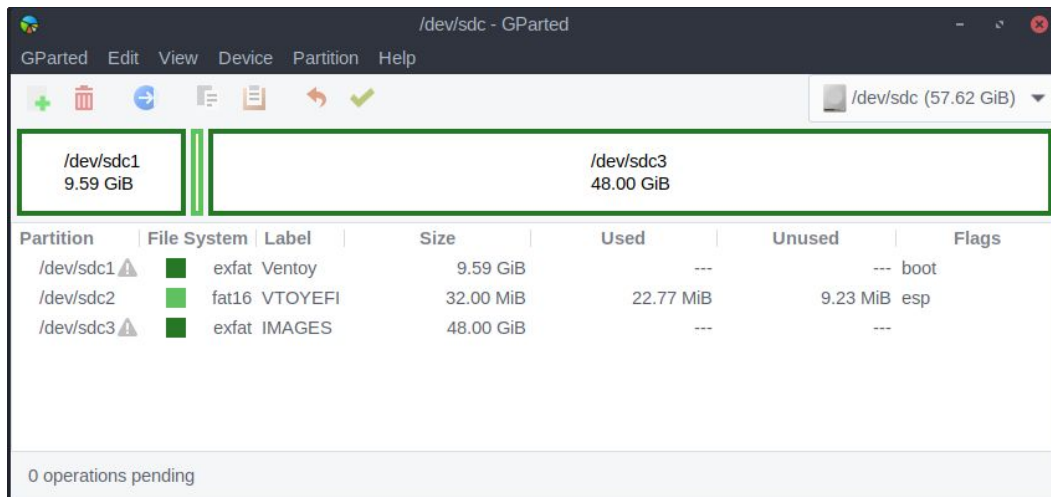 /dev/sdc - GParted
GParted Edit View Device Partition Help
/dev/sdc (57.62 GiB)
/dev/sdc1
9.59 GiB
/dev/sdc3
48.00 GiB
Partition File System Label Size Used Unused Flags
/dev/sdc1 exfat Ventoy 9.59 GiB --- --- boot
/dev/sdc2 fat16 VTOYEFI 32.00 MiB 22.77 MiB 9.23 MiB esp
/dev/sdc3 exfat IMAGES 48.00 GiB --- ---
0 operations pending